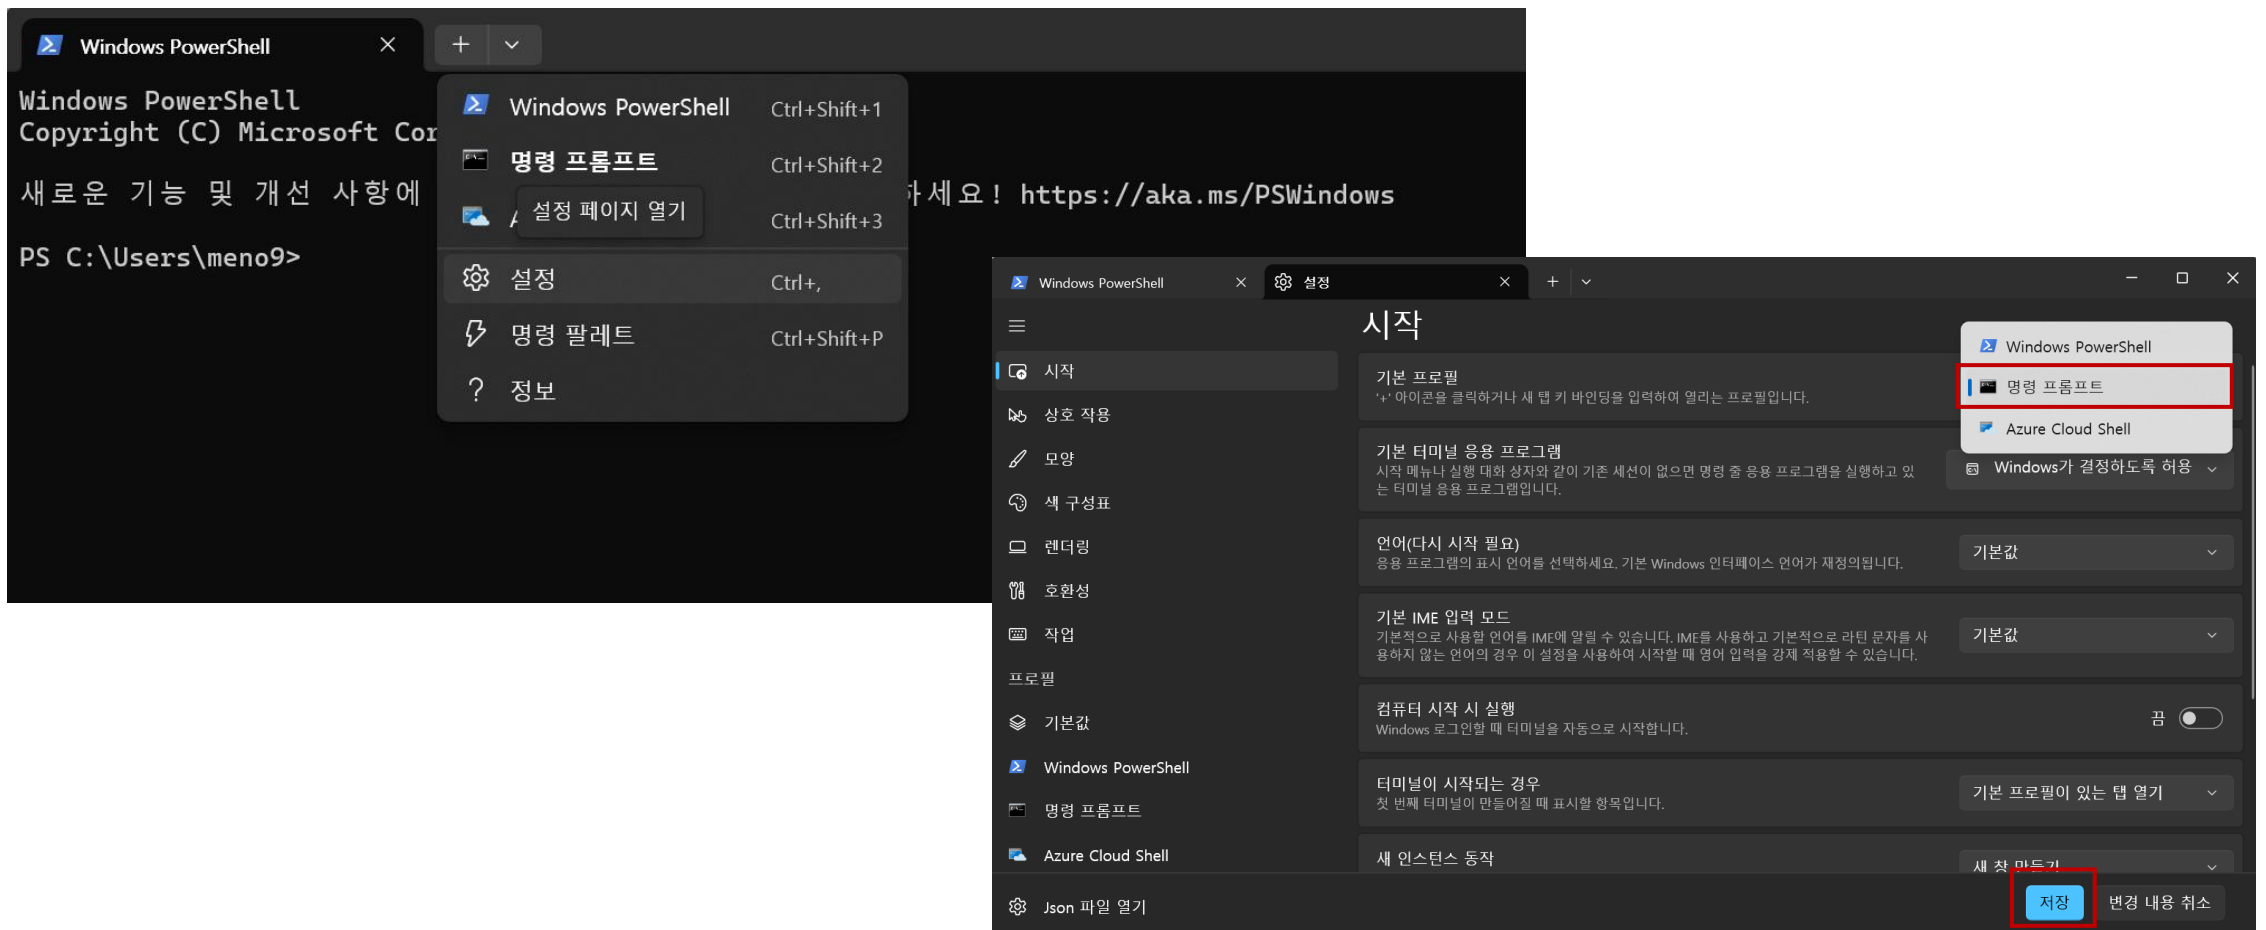 Windows PowerShell
Windows PowerShell
Copyright (C) Microsoft Cor
새로운 기능 및 개선 사항에
하세요! https://aka.ms/PSWindows
PS C:\Users\meno9>
Windows PowerShell Ctrl+Shift+1
명령 프롬프트 Ctrl+Shift+2
설정 페이지 열기
Ctrl+Shift+3
설정 Ctrl+,
명령 팔레트 Ctrl+Shift+P
정보
Windows PowerShell
설정
시작
상호 작용
모양
색 구성표
렌더링
호환성
작업
프로필
기본값
Windows PowerShell
명령 프롬프트
Azure Cloud Shell
Json 파일 열기
시작
기본 프로필
'+' 아이콘을 클릭하거나 새 탭 키 바인딩을 입력하여 열리는 프로필입니다.
Windows PowerShell
명령 프롬프트
Azure Cloud Shell
기본 터미널 응용 프로그램
시작 메뉴나 실행 대화 상자와 같이 기존 세션이 없으면 명령 줄 응용 프로그램을 실행하고 있
는 터미널 응용 프로그램입니다.
Windows가 결정하도록 허용
언어(다시 시작 필요)
응용 프로그램의 표시 언어를 선택하세요. 기본 Windows 인터페이스 언어가 재정의됩니다.
기본값
기본 IME 입력 모드
기본적으로 사용할 언어를 IME에 알릴 수 있습니다. IME를 사용하고 기본적으로 라틴 문자를 사
용하지 않는 언어의 경우 이 설정을 사용하여 시작할 때 영어 입력을 강제 적용할 수 있습니다.
기본값
컴퓨터 시작 시 실행
Windows 로그인할 때 터미널을 자동으로 시작합니다.
끔
터미널이 시작되는 경우
첫 번째 터미널이 만들어질 때 표시할 항목입니다.
기본 프로필이 있는 탭 열기
새 인스턴스 동작
새 창 만들기
저장
변경 내용 취소